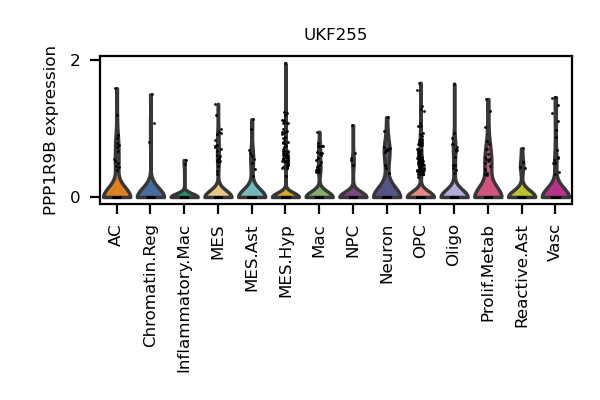 UKF255
PPP1R9B expression
2
0
AC
Chromatin.Reg
Inflammatory.Mac
MES
MES.Ast
MES.Hyp
Mac
NPC
Neuron
OPC
Oligo
Prolif.Metab
Reactive.Ast
Vasc